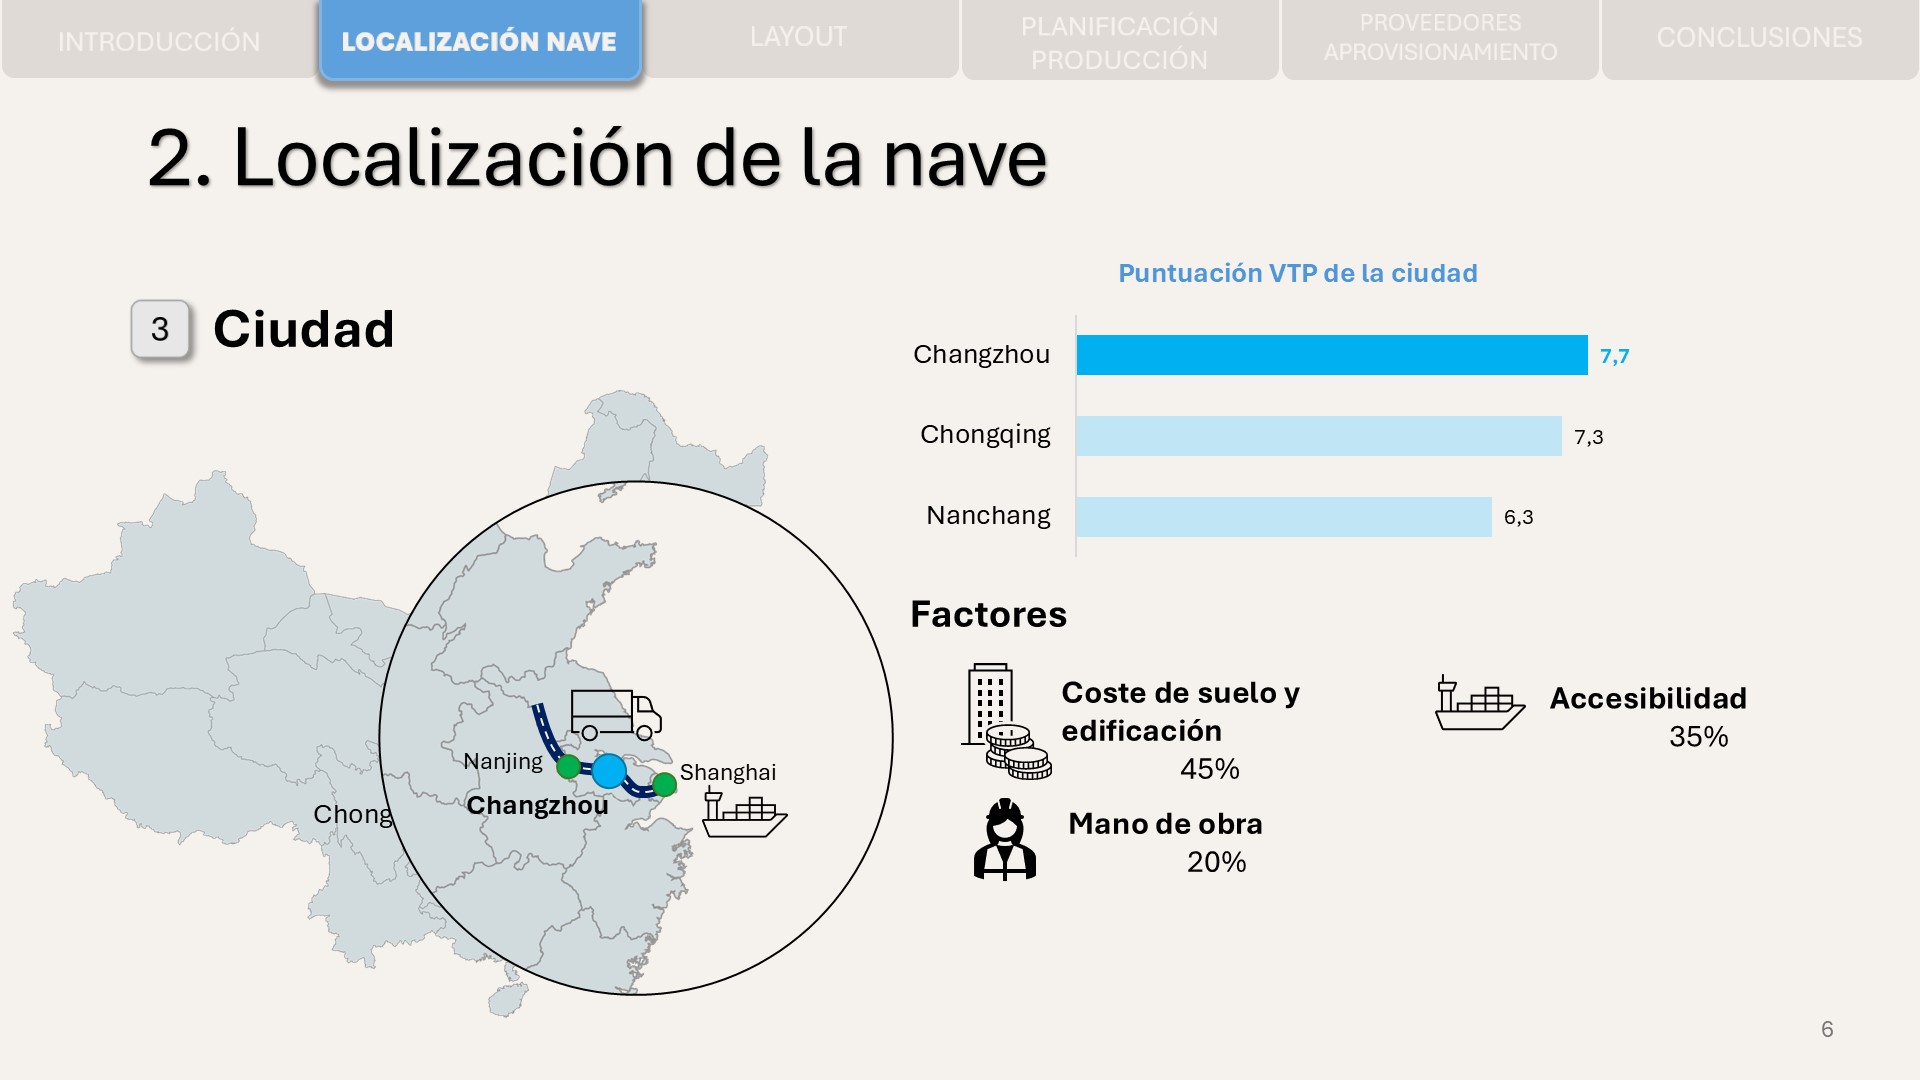 INTRODUCCIÓN
LOCALIZACIÓN NAVE
LAYOUT
PLANIFICACIÓN
PRODUCCIÓN
PROVEEDORES
APROVISIONAMIENTO
CONCLUSIONES
2. Localización de la nave
3
Ciudad
Puntuación VTP de la ciudad
Changzhou
7,7
Chongqing
7,3
Nanchang
6,3
Nanjing
Shanghai
Changzhou
Chong
Factores
Coste de suelo y
edificación
45%
Accesibilidad
35%
Mano de obra
20%
6